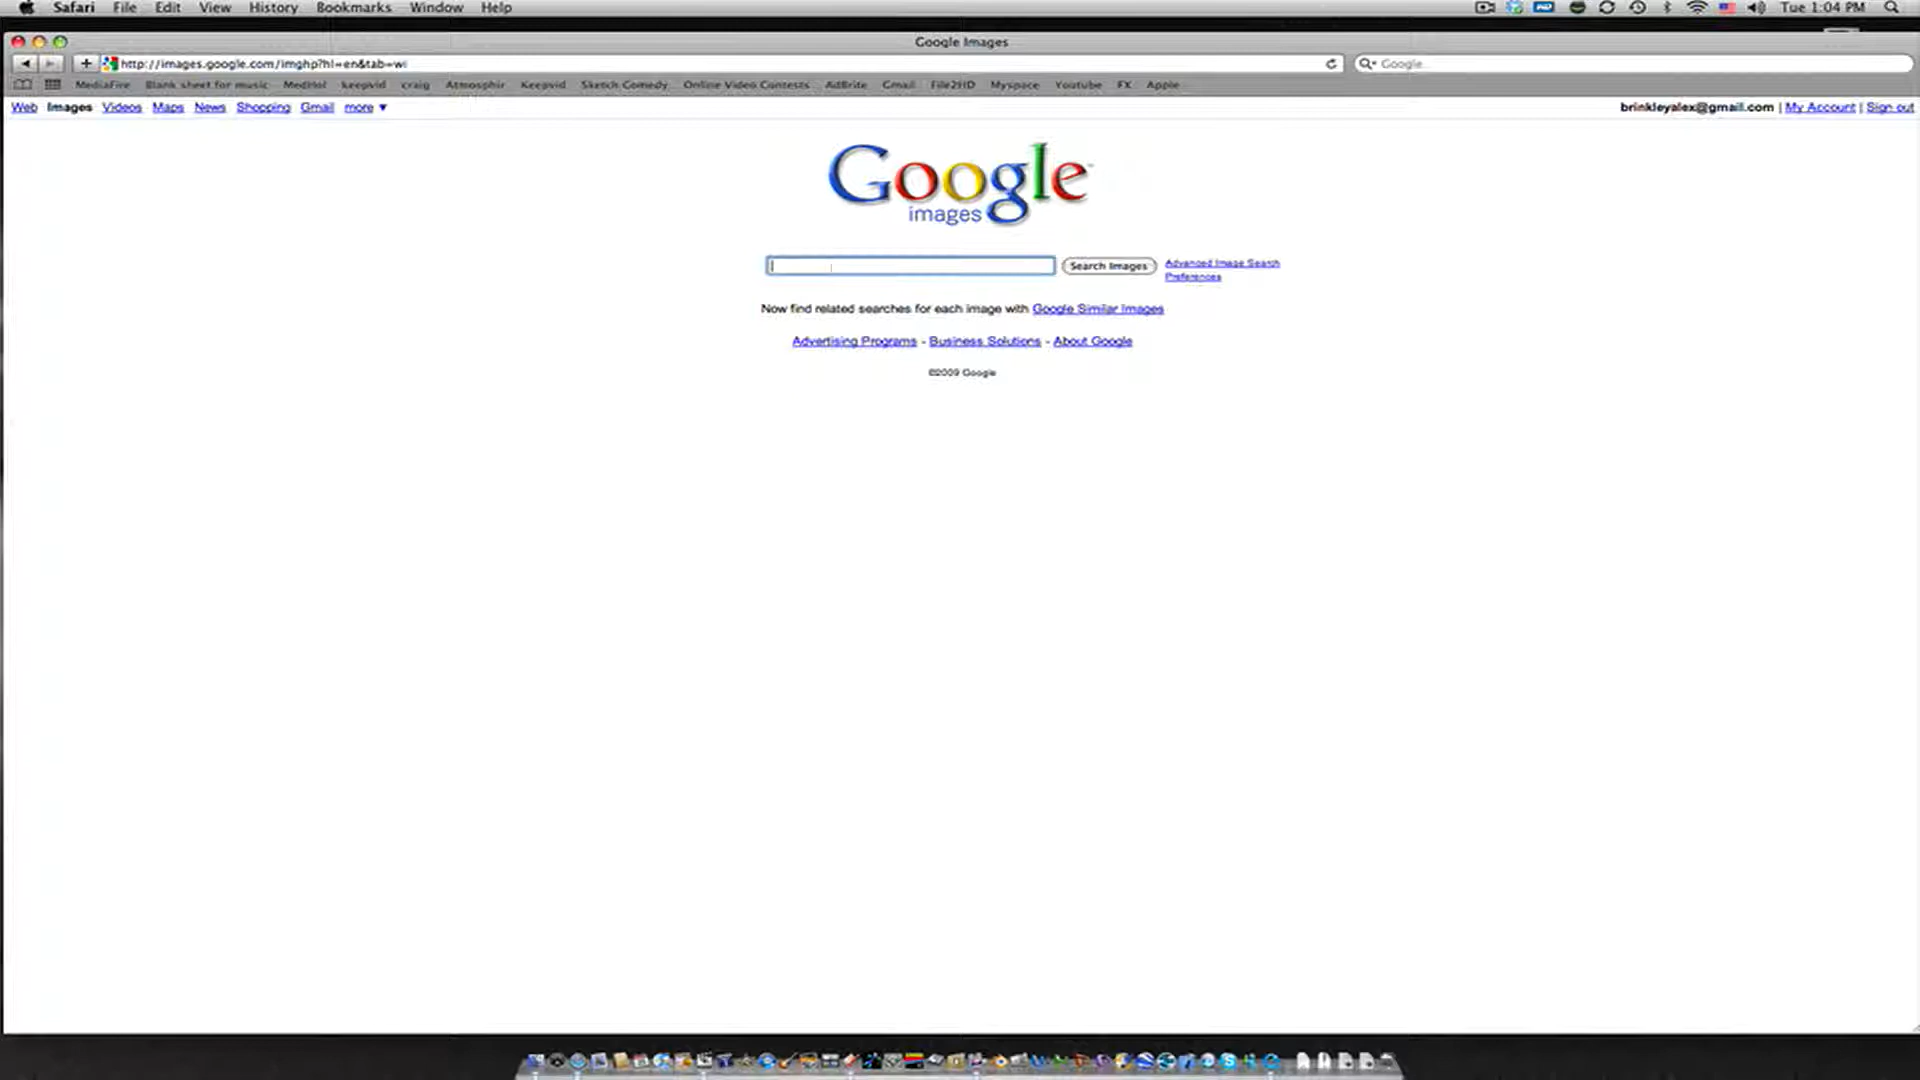 Safari File Edit View History Bookmarks Window Help Tue 1:04 PM
Google Images
http://images.google.com/imghp?hl=en&tab=wi Google
MediaFire Blank sheet for music MedHol keepvid craig Atmosphir Keepvid Sketch Comedy Online Video Contests AdBrite Gmail File2HD Myspace Youtube FX Apple
Web Images Videos Maps News Shopping Gmail more ▼ brinkleyalex@gmail.com | My Account | Sign out
Google
images
Search Images Advanced Image Search
Preferences
Now find related searches for each image with Google Similar Images
Advertising Programs - Business Solutions - About Google
©2009 Google